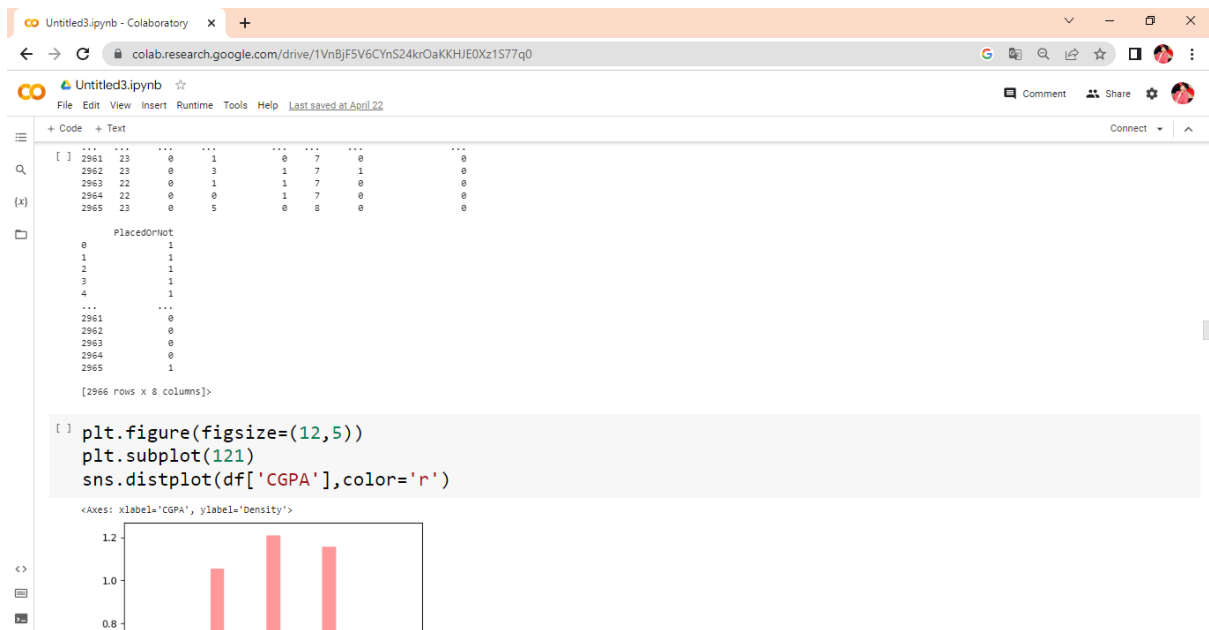 Untitled3.ipynb - Colaboratory
colab.research.google.com/drive/1VnBjF5V6CYnS24krOaKKHJE0Xz1S77q0
Untitled3.ipynb
File Edit View Insert Runtime Tools Help Last saved at April 22
Comment Share
+ Code + Text
Connect
... ... ... ... ... ... ... ...
[ ] 2961 23 0 1 0 7 0 0
2962 23 0 3 1 7 1 0
{x} 2963 22 0 1 1 7 0 0
2964 22 0 0 1 7 0 0
2965 23 0 5 0 8 0 0
PlacedOrNot
0 1
1 1
2 1
3 1
4 1
... ...
2961 0
2962 0
2963 0
2964 0
2965 1
[2966 rows x 8 columns]>
[ ] plt.figure(figsize=(12,5))
plt.subplot(121)
sns.distplot(df['CGPA'],color='r')
<Axes: xlabel='CGPA', ylabel='Density'>
1.2
1.0
0.8